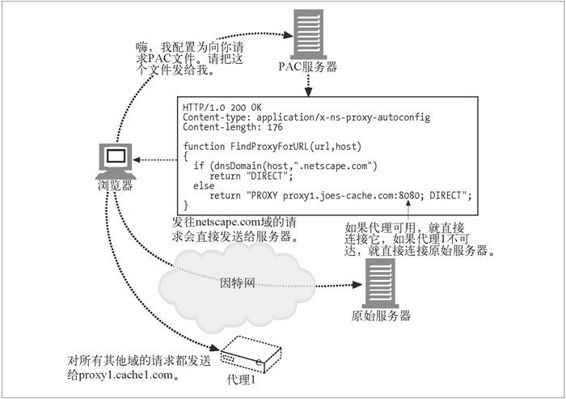 嗨，我配置为向你请
求PAC文件。请把这
个文件发给我。
PAC服务器
HTTP/1.0 200 OK
Content-type: application/x-ns-proxy-autoconfig
Content-length: 176
function FindProxyForURL(url,host)
{
if (dnsDomain(host,".netscape.com")
return "DIRECT";
else
return "PROXY proxy1.joes-cache.com:8080; DIRECT";
}
浏览器
发往netscape.com域的请
求会直接发送给服务器。
如果代理可用，就直接
连接它，如果代理1不可
达，就直接连接原始服务器。
因特网
原始服务器
对所有其他域的请求都发送
给proxy1.cache1.com。
代理1